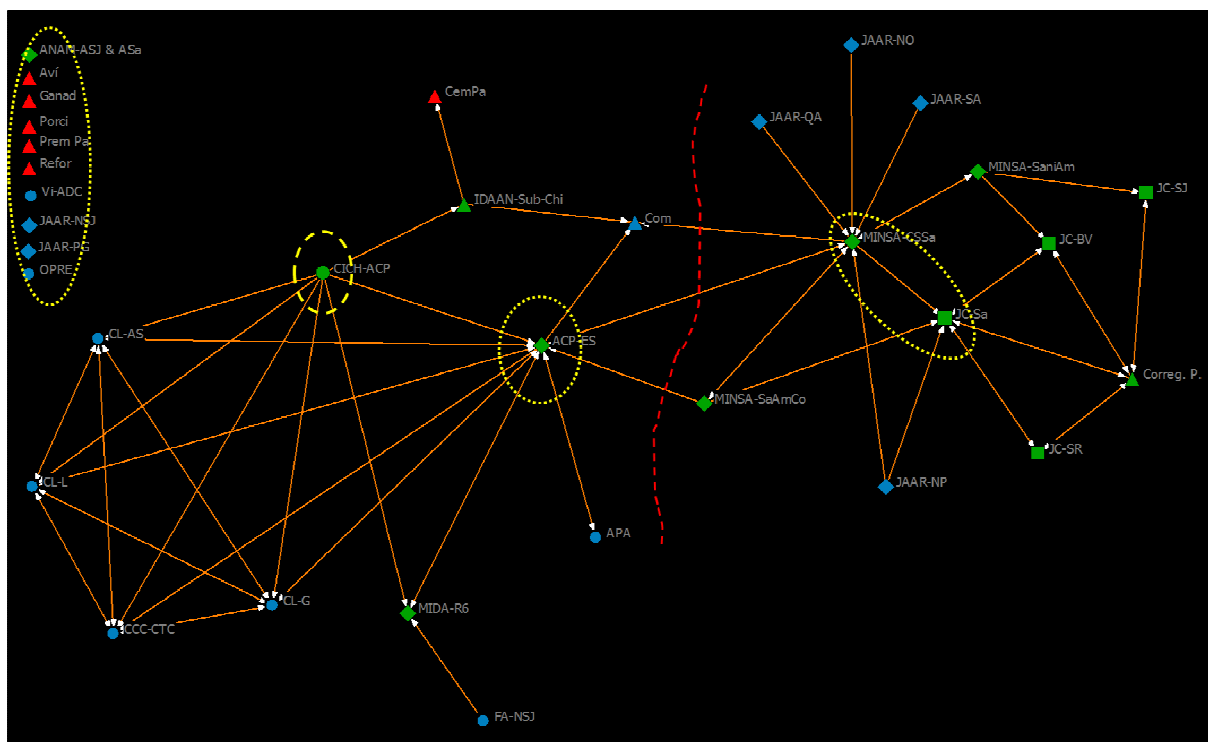 ANAM-ASJ & ASa
Aví
Ganad
Porci
Prem Pa
Refor
Vi-ADC
JAAR-NSJ
JAAR-PG
OPRE
JAAR-NO
CemPa
JAAR-SA
JAAR-QA
MINSA-SaniAm
JC-SJ
IDAAN-Sub-Chi
Com
MINSA-CSSa
JC-BV
CICH-ACP
JC-Sa
CL-AS
ACP-ES
Correg. P.
MINSA-SaAmCo
JC-SR
CL-L
JAAR-NP
APA
CL-G
MIDA-R6
CCC-CTC
FA-NSJ